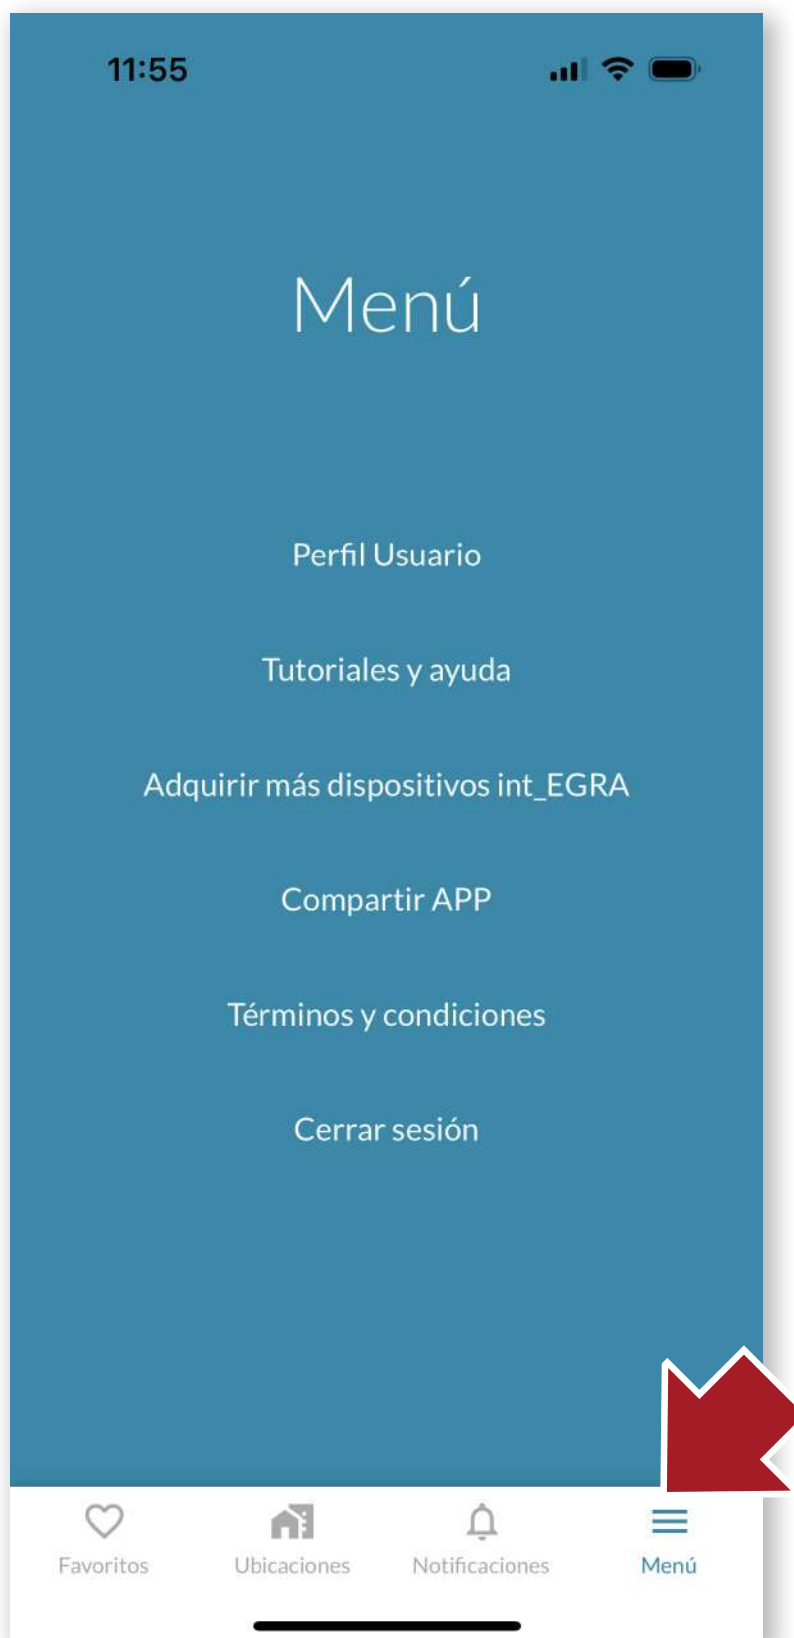 11:55
Menú
Perfil Usuario
Tutoriales y ayuda
Adquirir más dispositivos int_EGRA
Compartir APP
Términos y condiciones
Cerrar sesión
Favoritos
Ubicaciones
Notificaciones
Menú